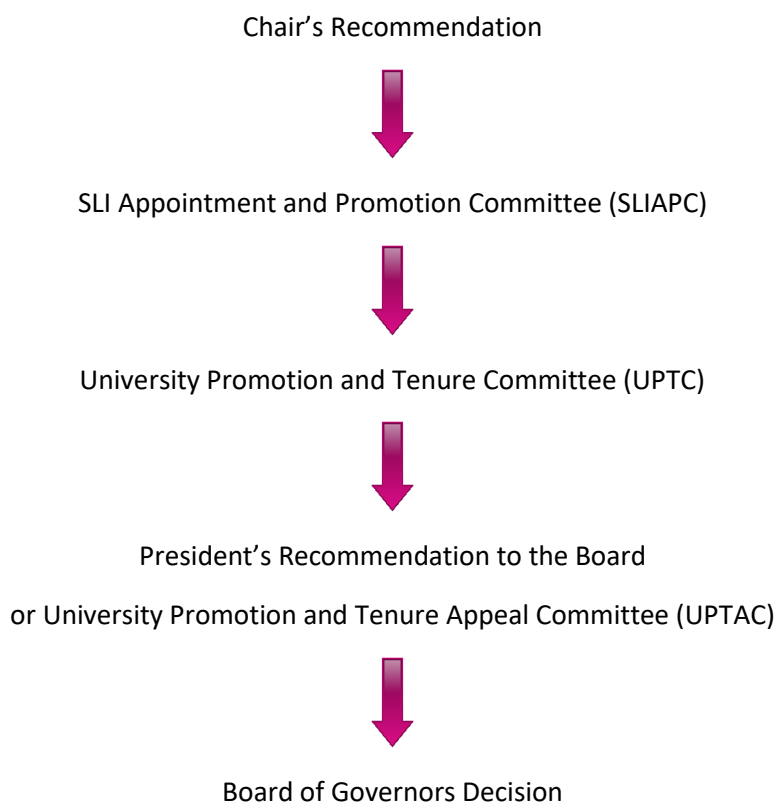 Chair’s Recommendation
SLI Appointment and Promotion Committee (SLIAPC)
University Promotion and Tenure Committee (UPTC)
President’s Recommendation to the Board
or University Promotion and Tenure Appeal Committee (UPTAC)
Board of Governors Decision